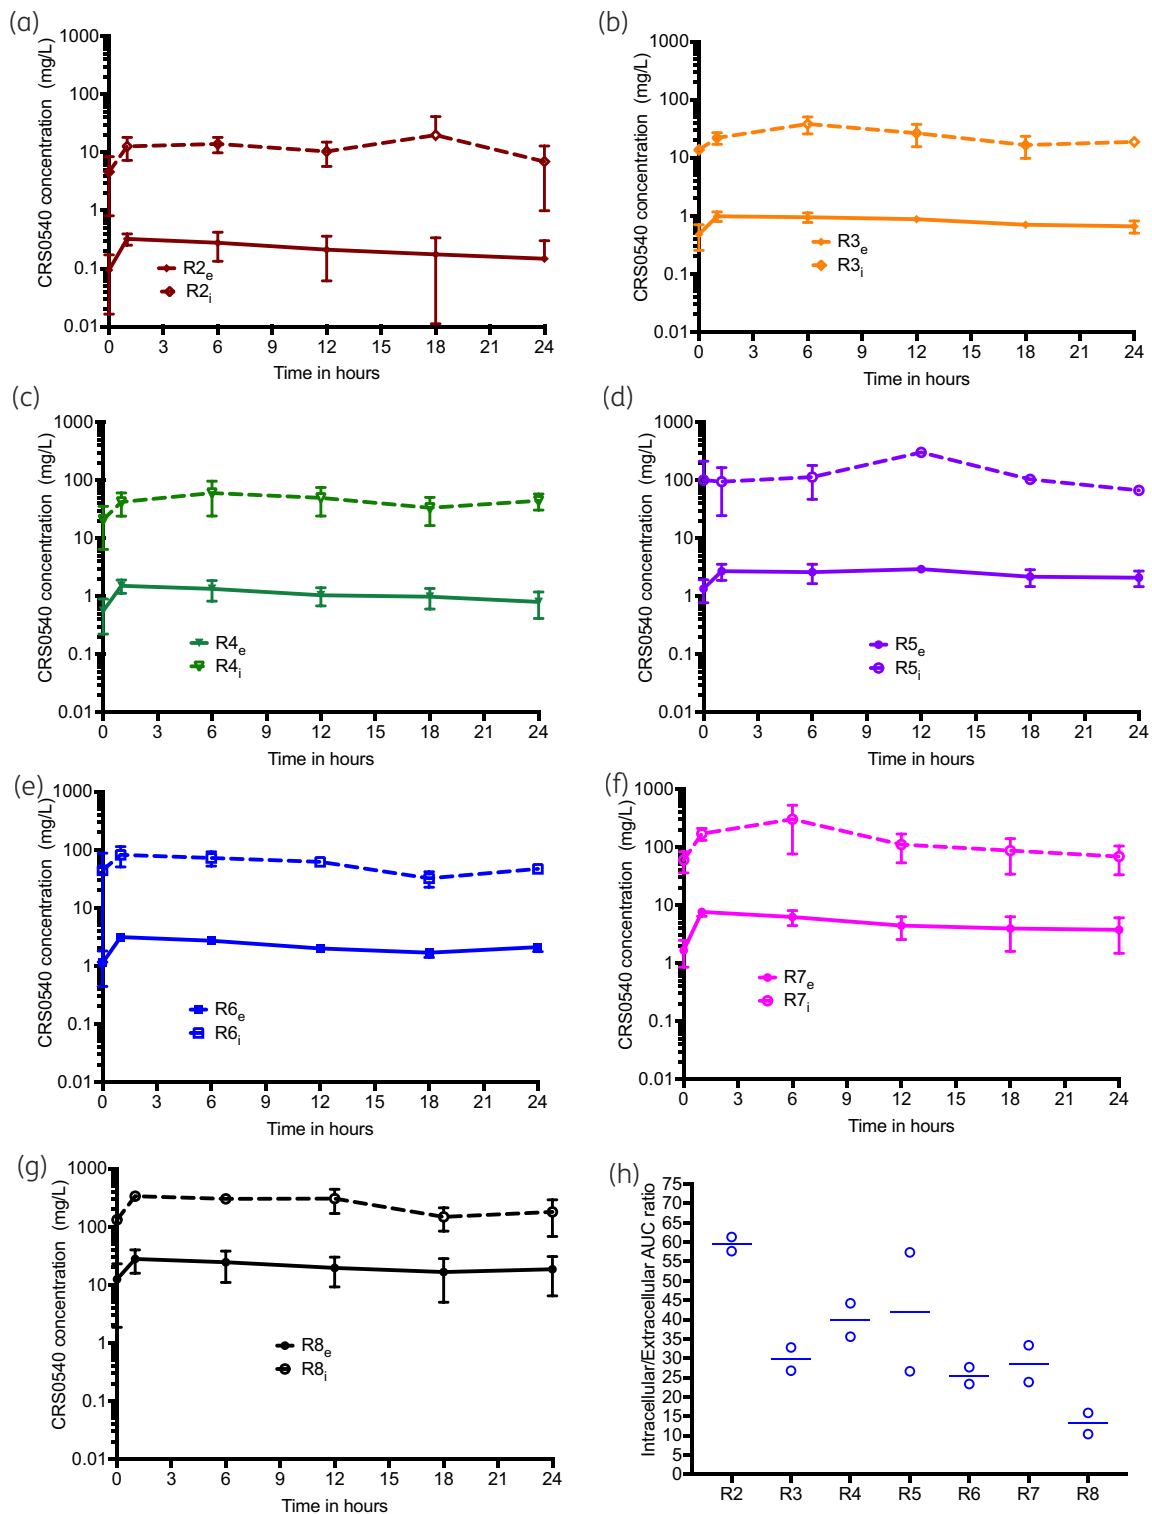 (a)
CRS0540 concentration (mg/L)
1000
100
10
1
0.1
0.01
R2e
R2i
0 3 6 9 12 15 18 21 24
Time in hours
(b)
CRS0540 concentration (mg/L)
1000
100
10
1
0.1
0.01
R3e
R3i
0 3 6 9 12 15 18 21 24
Time in hours
(c)
CRS0540 concentration (mg/L)
1000
100
10
1
0.1
0.01
R4e
R4i
0 3 6 9 12 15 18 21 24
Time in hours
(d)
CRS0540 concentration (mg/L)
1000
100
10
1
0.1
0.01
R5e
R5i
0 3 6 9 12 15 18 21 24
Time in hours
(e)
CRS0540 concentration (mg/L)
1000
100
10
1
0.1
0.01
R6e
R6i
0 3 6 9 12 15 18 21 24
Time in hours
(f)
CRS0540 concentration (mg/L)
1000
100
10
1
0.1
0.01
R7e
R7i
0 3 6 9 12 15 18 21 24
Time in hours
(g)
CRS0540 concentration (mg/L)
1000
100
10
1
0.1
0.01
R8e
R8i
0 3 6 9 12 15 18 21 24
Time in hours
(h)
Intracellular/Extracellular AUC ratio
75
70
65
60
55
50
45
40
35
30
25
20
15
10
5
0
R2 R3 R4 R5 R6 R7 R8